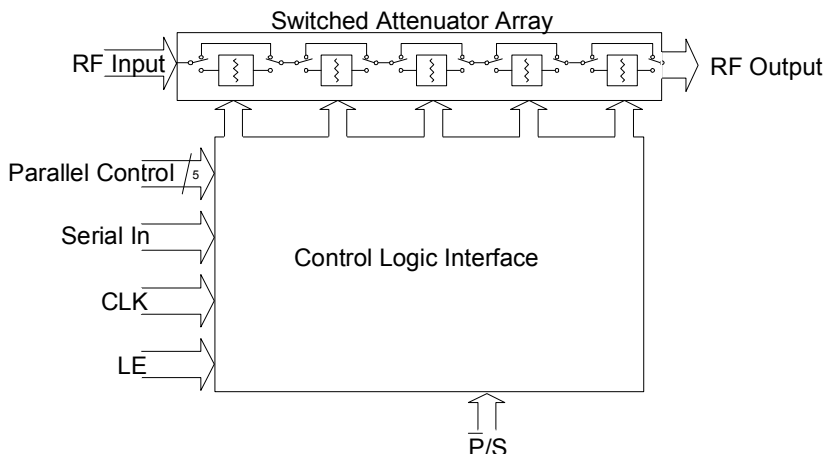 Switched Attenuator Array
RF Input
RF Output
Parallel Control
5
Serial In
Control Logic Interface
CLK
LE
P̅/S